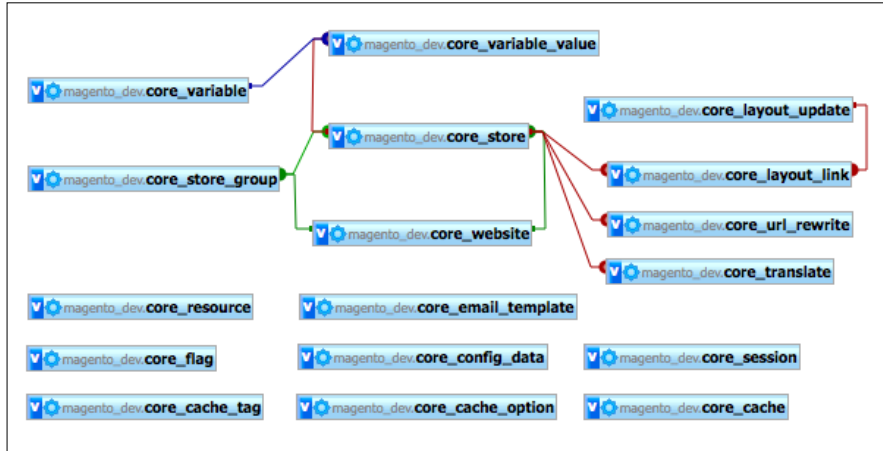 v magento_dev.core_variable_value
v magento_dev.core_variable
v magento_dev.core_layout_update
v magento_dev.core_store
v magento_dev.core_store_group
v magento_dev.core_layout_link
v magento_dev.core_url_rewrite
v magento_dev.core_website
v magento_dev.core_translate
v magento_dev.core_resource
v magento_dev.core_email_template
v magento_dev.core_flag
v magento_dev.core_config_data
v magento_dev.core_session
v magento_dev.core_cache_tag
v magento_dev.core_cache_option
v magento_dev.core_cache